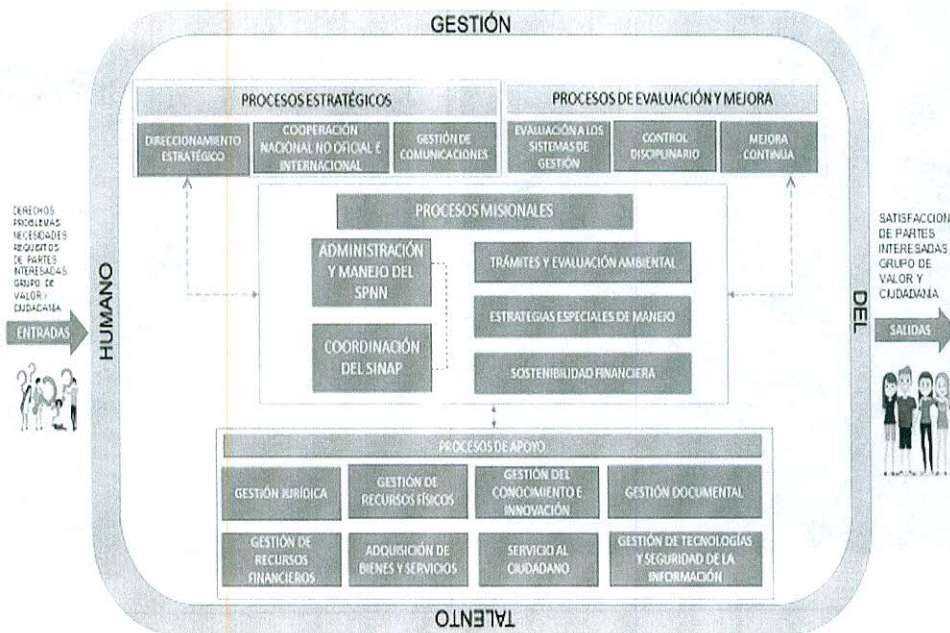 GESTIÓN
PROCESOS ESTRATÉGICOS
DIRECCIONAMIENTO
ESTRATÉGICO
COOPERACIÓN
NACIONAL NO OFICIAL E
INTERNACIONAL
GESTIÓN DE
COMUNICACIONES
PROCESOS DE EVALUACIÓN Y MEJORA
EVALUACIÓN A LOS
SISTEMAS DE
GESTIÓN
CONTROL
DISCIPLINARIO
MEJORA
CONTINÚA
DERECHOS
PROBLEMAS
NECESIDADES
REQUISITOS
DE PARTES
INTERESADAS
GRUPO DE
VALOR Y
CIUDADANÍA
ENTRADAS
HUMANO
PROCESOS MISIONALES
ADMINISTRACIÓN
Y MANEJO DEL
SPNN
COORDINACIÓN
DEL SINAP
TRÁMITES Y EVALUACIÓN AMBIENTAL
ESTRATEGIAS ESPECIALES DE MANEJO
SOSTENIBILIDAD FINANCIERA
DEL
SATISFACCIÓN
DE PARTES
INTERESADAS,
GRUPO DE
VALOR Y
CIUDADANÍA
SALIDAS
PROCESOS DE APOYO
GESTIÓN JURÍDICA
GESTIÓN DE
RECURSOS FÍSICOS
GESTIÓN DEL
CONOCIMIENTO E
INNOVACIÓN
GESTIÓN DOCUMENTAL
GESTIÓN DE
RECURSOS
FINANCIEROS
ADQUISICIÓN DE
BIENES Y SERVICIOS
SERVICIO AL
CIUDADANO
GESTIÓN DE TECNOLOGÍAS
Y SEGURIDAD DE LA
INFORMACIÓN
TALENTO